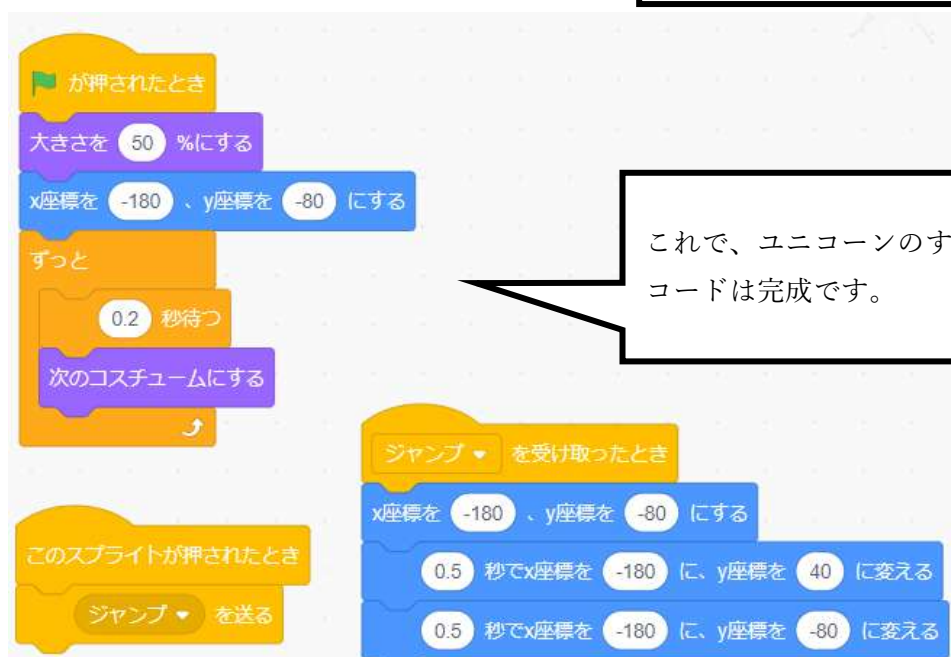 が押されたとき
大きさを 50 %にする
x座標を -180 、y座標を -80 にする
ずっと
0.2 秒待つ
次のコスチュームにする
このスプライトが押されたとき
ジャンプ を送る
これで、ユニコーンのす
コードは完成です。
ジャンプ を受け取ったとき
x座標を -180 、y座標を -80 にする
0.5 秒でx座標を -180 に、y座標を 40 に変える
0.5 秒でx座標を -180 に、y座標を -80 に変える